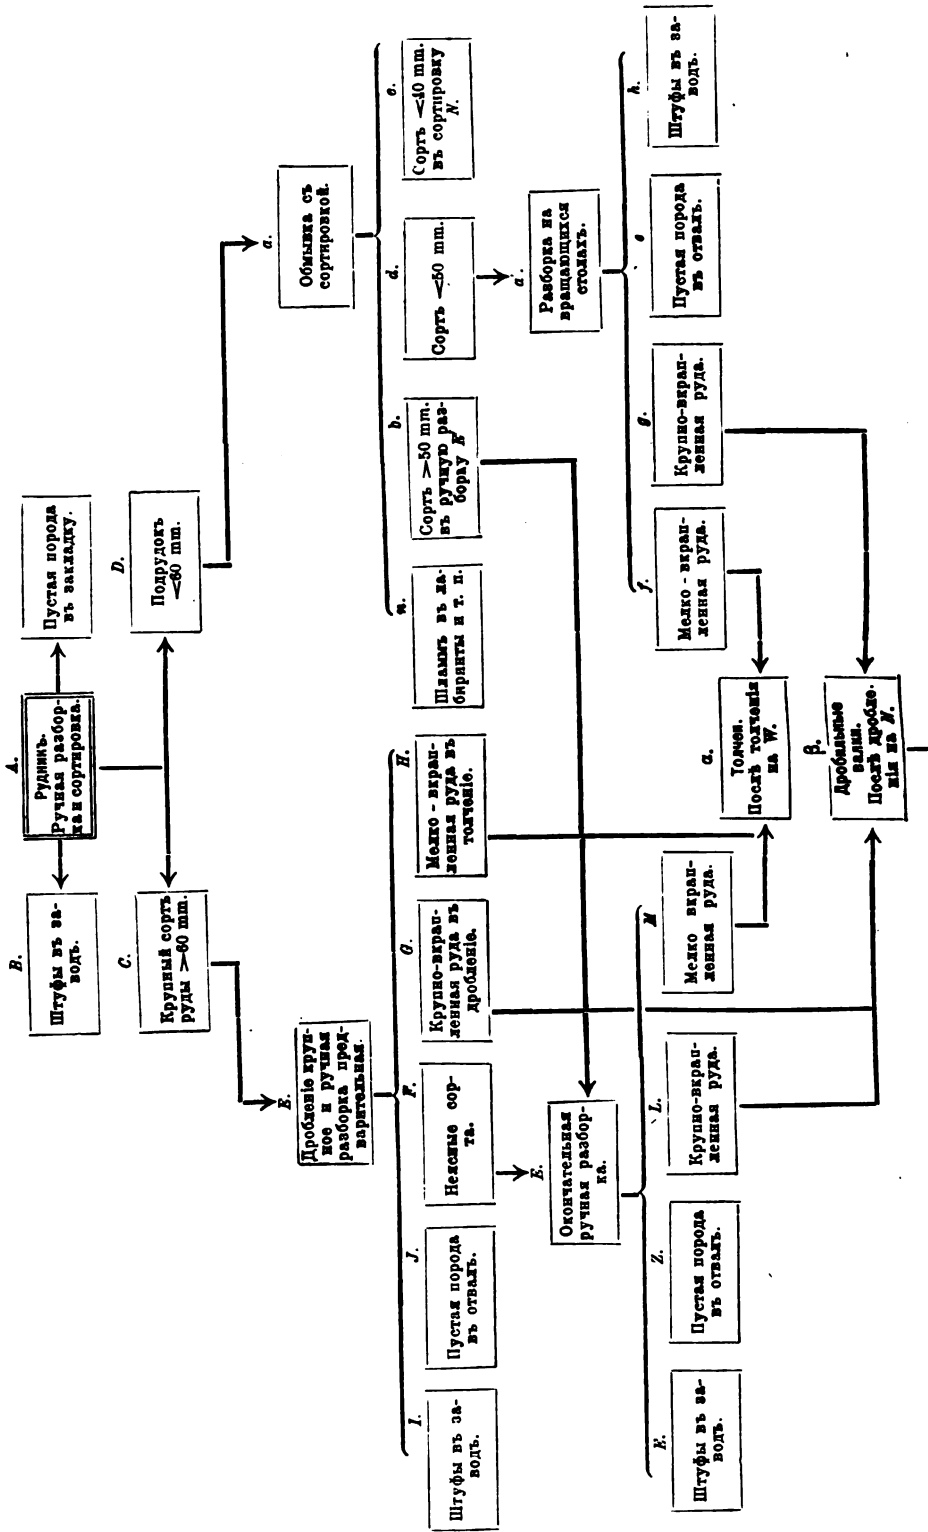 A.
Рудникъ.
Ручная разбор-
ка и сортировка.
Пустая порода
въ закладку.
B.
Штуфы въ за-
водъ.
C.
Крупный сортъ
руды >60 mm.
D.
Подрудокъ
<60 mm.
E.
Дробленіе круп-
ное и ручная
разборка пред-
варительная.
a.
Обмывка съ
сортировкой.
I.
Штуфы въ за-
водъ.
J.
Пустая порода
въ отвалъ.
F.
Неясные сор-
та.
G.
Крупно-вкрап-
ленная руда въ
дробленіе.
H.
Мелко-вкрап-
ленная руда въ
толченіе.
n.
Шламмъ въ ла-
биринты и т. п.
b.
Сортъ >50 mm.
въ ручную раз-
борку K
d.
Сортъ <50 mm.
c.
Сортъ <40 mm.
въ сортировку
N.
E.
Окончательная
ручная разбор-
ка.
a'
Разборка на
вращающихся
столахъ.
K.
Штуфы въ за-
водъ.
Z.
Пустая порода
въ отвалъ.
L.
Крупно-вкрап-
ленная руда.
M
Мелко вкрап-
ленная руда.
f.
Мелко-вкрап-
ленная руда.
g.
Крупно-вкрап-
ленная руда.
e
Пустая порода
въ отвалъ.
h.
Штуфы въ за-
водъ.
α.
Толчеи.
Послѣ толченія
на W.
β.
Дробильные
валки.
Послѣ дробле-
нія на N.